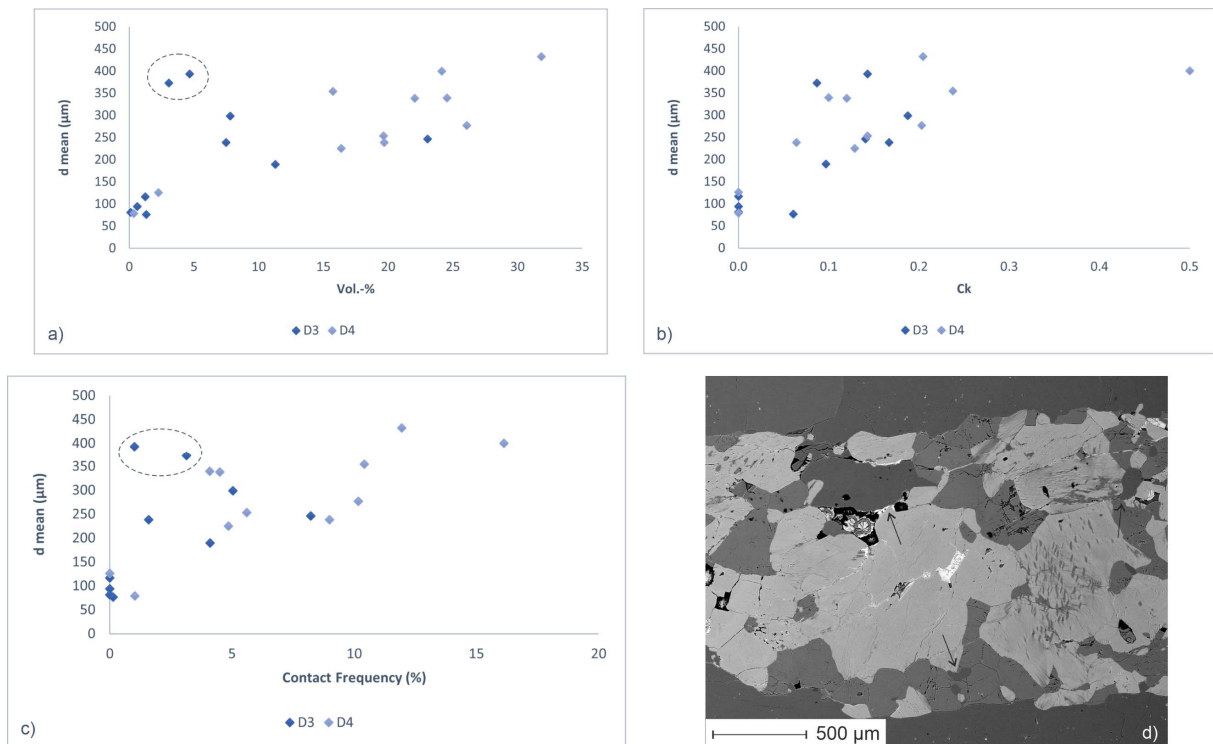 500
450
400
350
300
250
200
150
100
50
0
d mean (µm)
0 5 10 15 20 25 30 35
Vol.-%
D3 D4
a)
500
450
400
350
300
250
200
150
100
50
0
d mean (µm)
0.0 0.1 0.2 0.3 0.4 0.5
Ck
D3 D4
b)
500
450
400
350
300
250
200
150
100
50
0
d mean (µm)
0 5 10 15 20
Contact Frequency (%)
D3 D4
c)
500 µm
d)